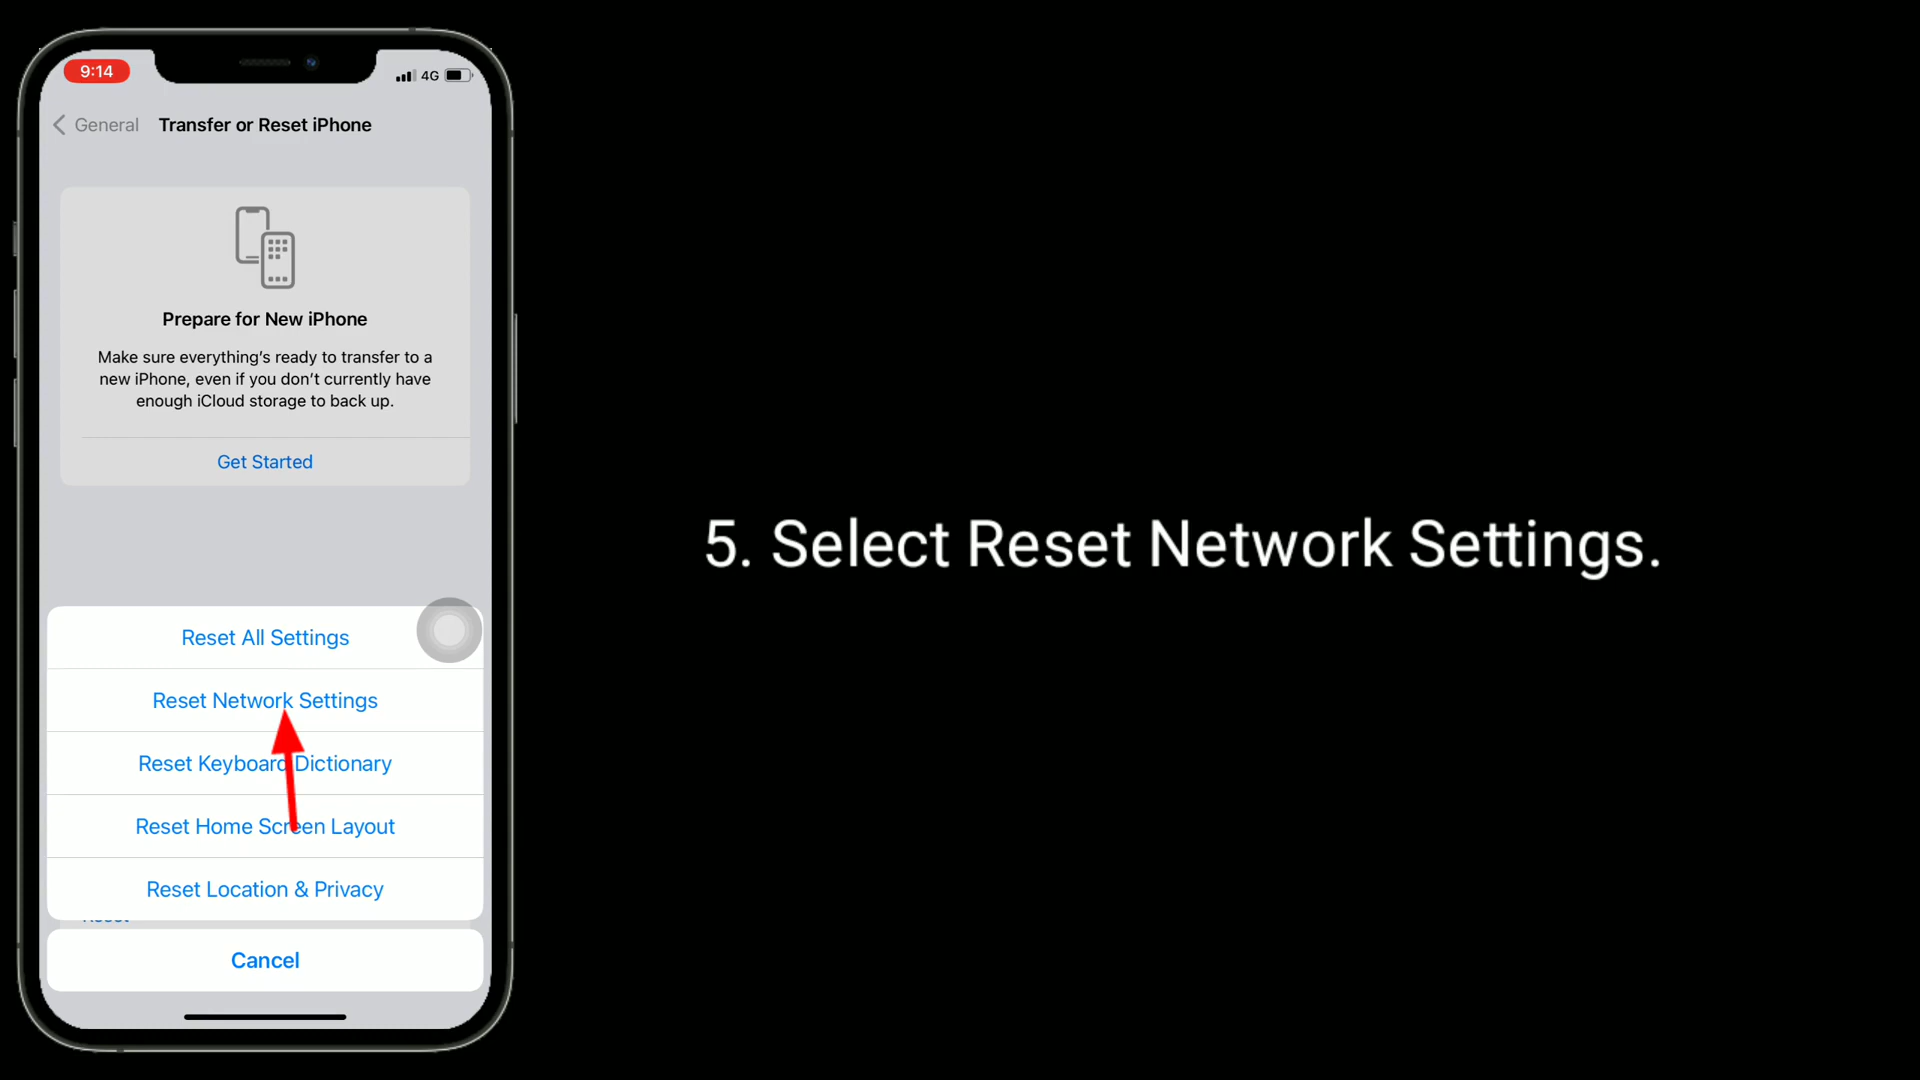 9:14
4G
General
Transfer or Reset iPhone
Prepare for New iPhone
Make sure everything's ready to transfer to a
new iPhone, even if you don't currently have
enough iCloud storage to back up.
Get Started
5. Select Reset Network Settings.
Reset All Settings
Reset Network Settings
Reset Keyboard Dictionary
Reset Home Screen Layout
Reset Location & Privacy
Reset
Cancel